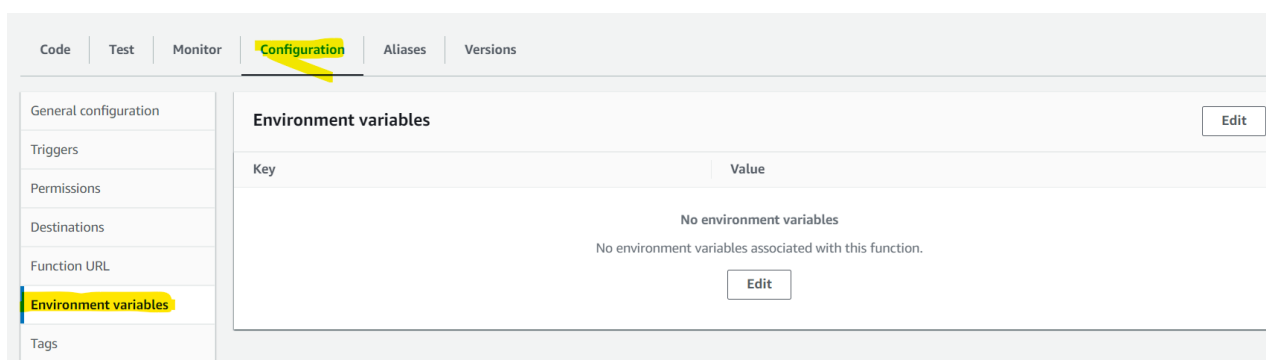 Code Test Monitor Configuration Aliases Versions
General configuration
Triggers
Permissions
Destinations
Function URL
Environment variables
Tags
Environment variables Edit
Key Value
No environment variables
No environment variables associated with this function.
Edit